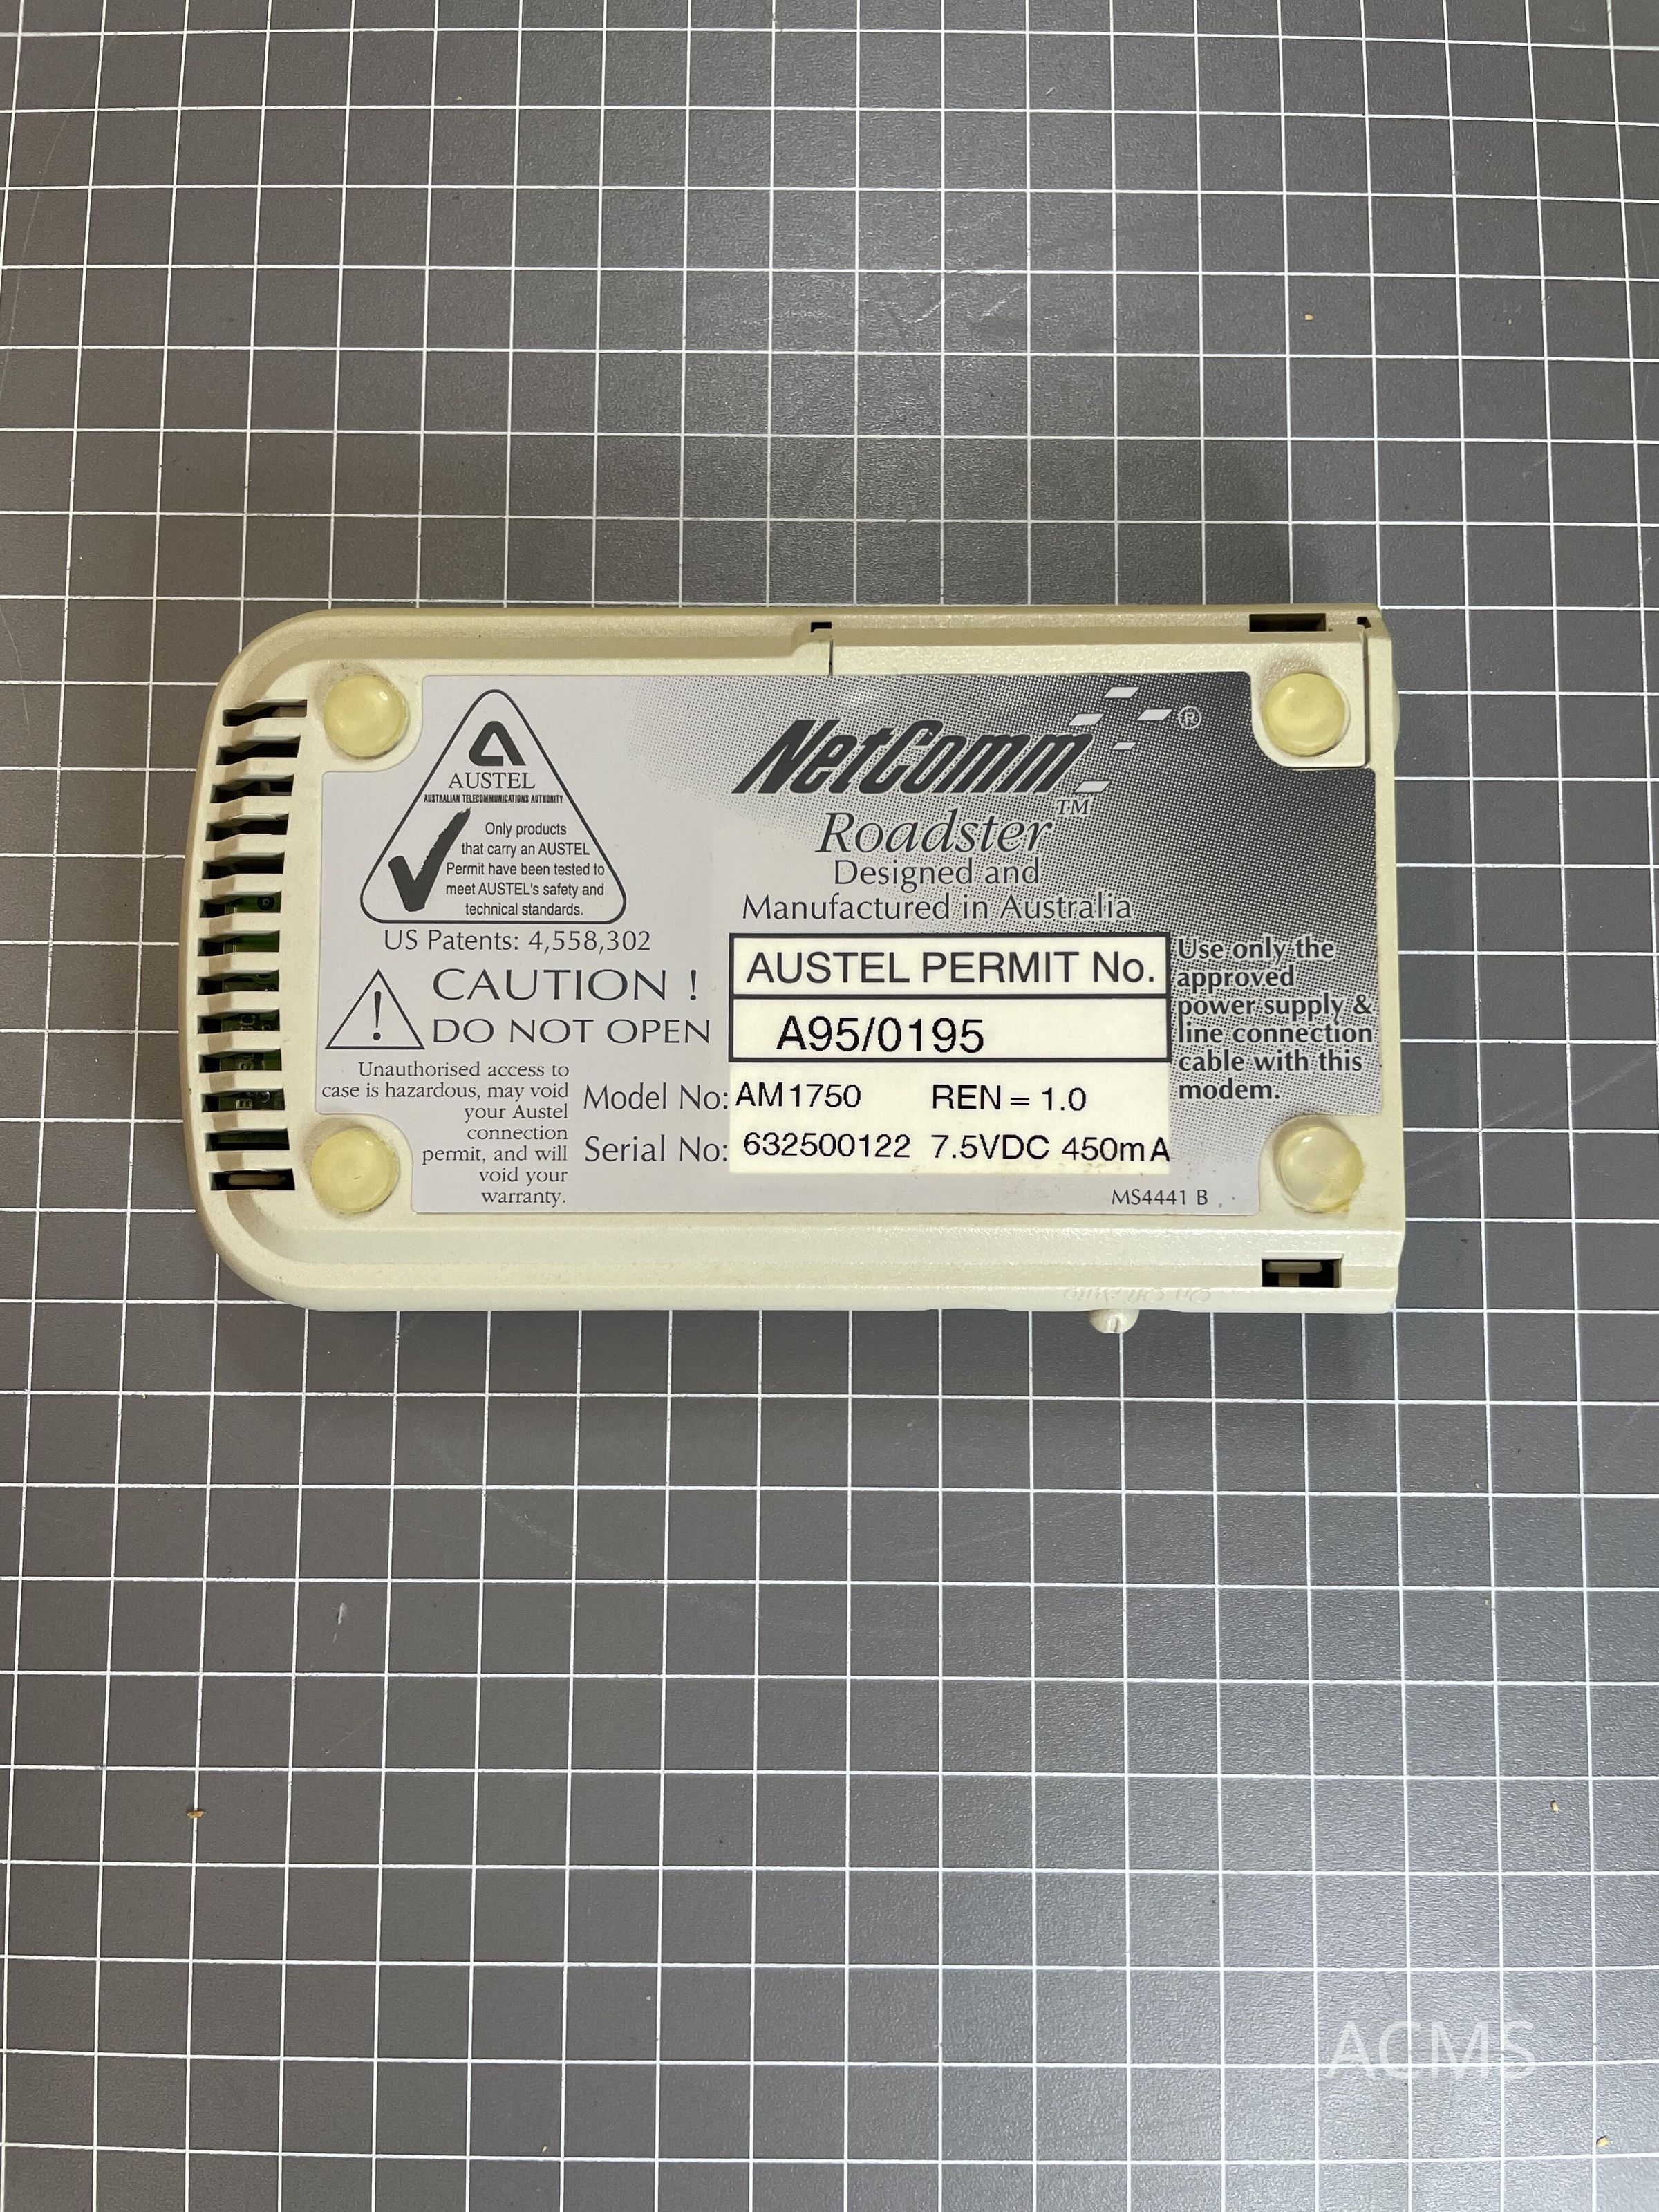 AUSTEL
AUSTRALIAN TELECOMMUNICATIONS AUTHORITY
Only products
that carry an AUSTEL
Permit have been tested to
meet AUSTEL's safety and
technical standards.
US Patents: 4,558,302
CAUTION !
DO NOT OPEN
Unauthorised access to
case is hazardous, may void
your Austel
connection
permit, and will
void your
warranty.
NetComm®
Roadster™
Designed and
Manufactured in Australia
AUSTEL PERMIT No.
A95/0195
Model No: AM1750 REN = 1.0
Serial No: 632500122 7.5VDC 450mA
MS4441 B
Use only the
approved
power supply &
line connection
cable with this
modem.
ACMS